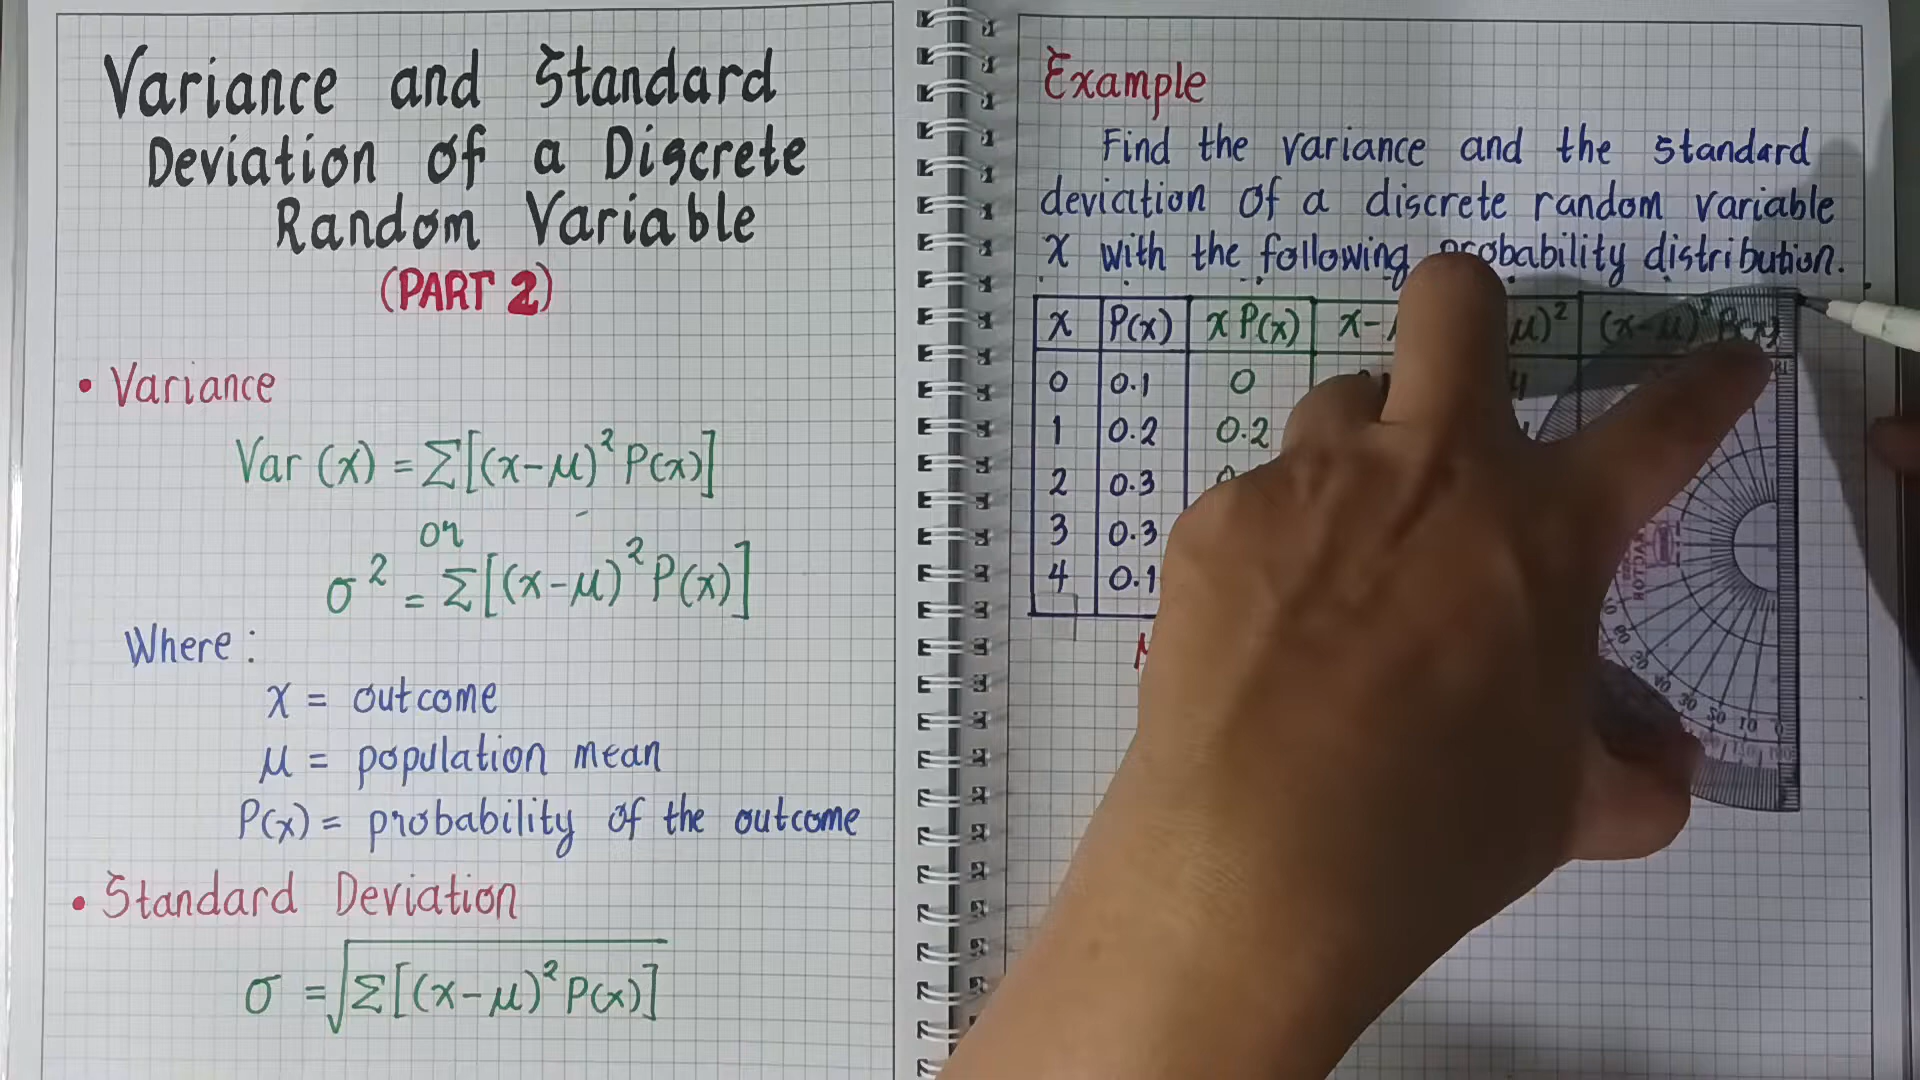 Variance and Standard
Deviation of a Discrete
Random Variable
(PART 2)
• Variance
Var (x) = Σ[(x-μ)² P(x)]
or
σ² = Σ[(x-μ)² P(x)]
Where:
x = outcome
μ = population mean
P(x) = probability of the outcome
• Standard Deviation
σ = √Σ[(x-μ)² P(x)]
Example
Find the variance and the standard
deviation of a discrete random variable
x with the following probability distribution.
x P(x) x P(x) x- μ)² (x-μ)² P(x)
0 0.1 0
1 0.2 0.2
2 0.3
3 0.3
4 0.1